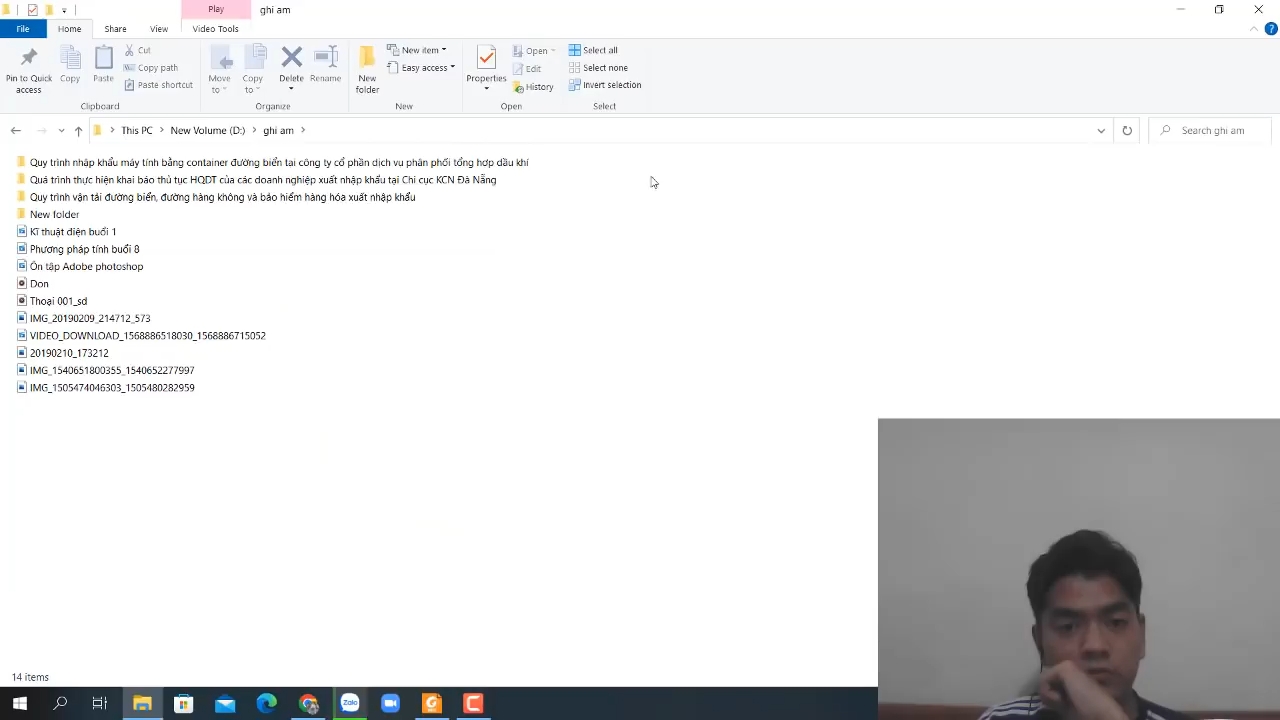 Play
ghi am
File
Home
Share
View
Video Tools
Pin to Quick access
Copy
Paste
Cut
Copy path
Paste shortcut
Clipboard
Move to
Copy to
Delete
Rename
Organize
New folder
New item
Easy access
New
Properties
Open
Edit
History
Open
Select all
Select none
Invert selection
Select
This PC
New Volume (D:)
ghi am
Search ghi am
Quy trình nhập khẩu máy tính bằng container đường biển tại công ty cổ phần dịch vụ phân phối tổng hợp dầu khí
Quá trình thực hiện khai báo thủ tục HQDT của các doanh nghiệp xuất nhập khẩu tại Chi cục KCN Đà Nẵng
Quy trình vận tải đường biển, đường hàng không và bảo hiểm hàng hóa xuất nhập khẩu
New folder
Kĩ thuật điện buổi 1
Phương pháp tính buổi 8
Ôn tập Adobe photoshop
Don
Thoại 001_sd
IMG_20190209_214712_573
VIDEO_DOWNLOAD_1568886518030_1568886715052
20190210_173212
IMG_1540651800355_1540652277997
IMG_1505474046303_1505480282959
14 items
Zalo